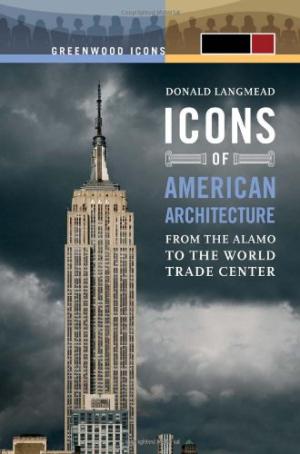 GREENWOOD ICONS
DONALD LANGMEAD
ICONS
OF
AMERICAN
ARCHITECTURE
FROM THE ALAMO
TO THE WORLD
TRADE CENTER